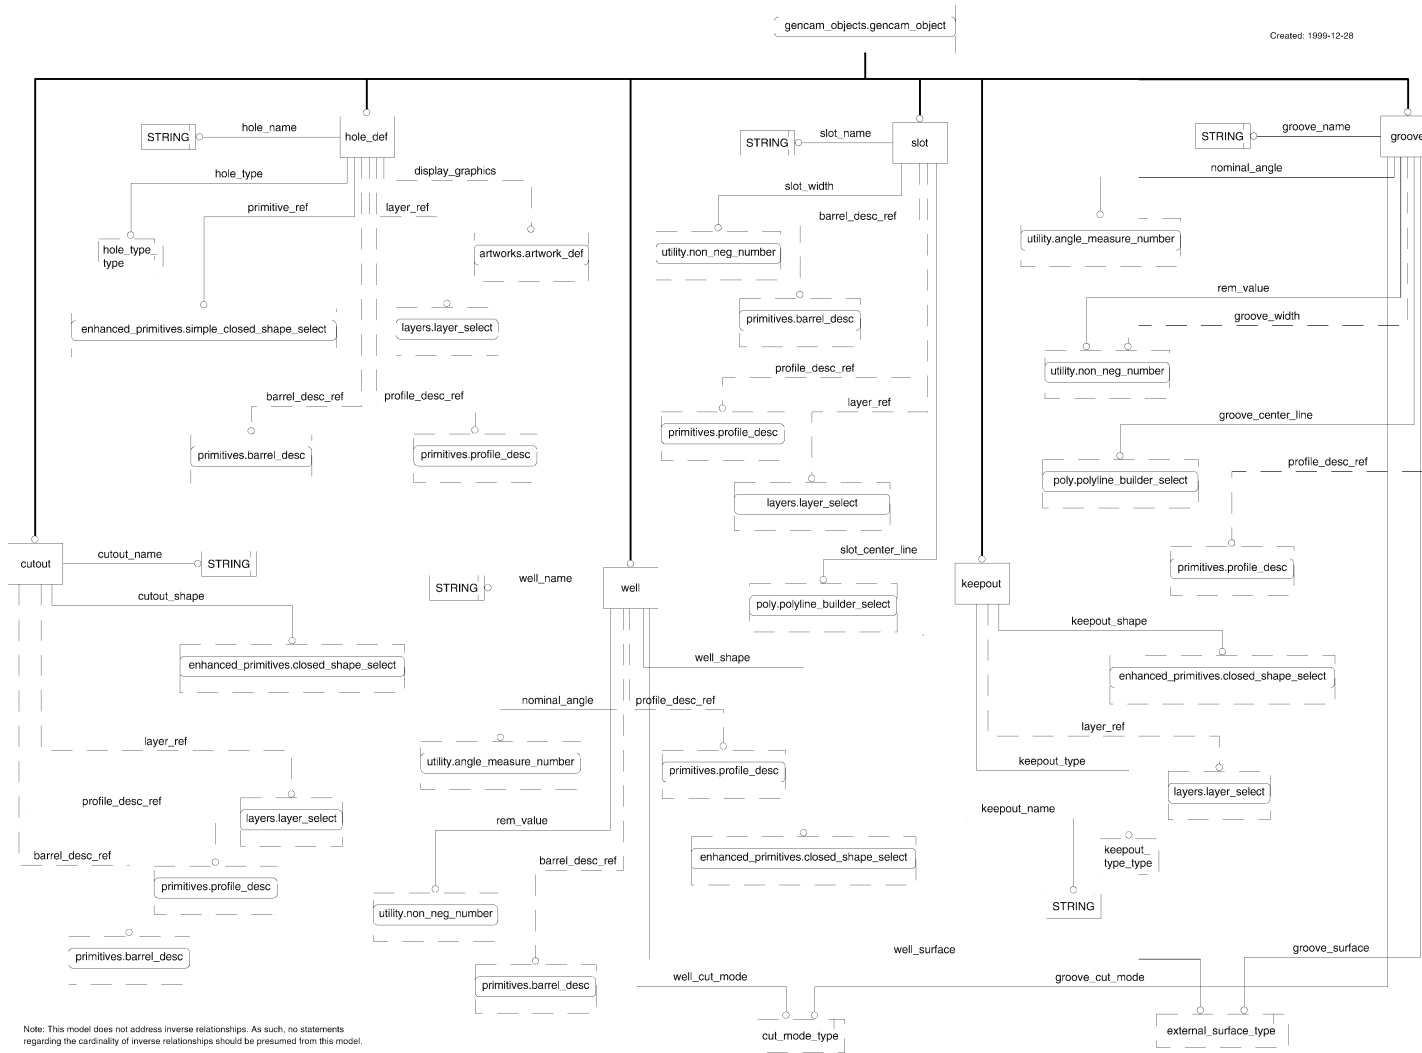 gencam_objects.gencam_object
Created: 1999-12-28
STRING
hole_name
hole_def
STRING
slot_name
slot
STRING
groove_name
groove
hole_type
display_graphics
nominal_angle
slot_width
primitive_ref
layer_ref
barrel_desc_ref
hole_type_
type
artworks.artwork_def
utility.non_neg_number
utility.angle_measure_number
rem_value
groove_width
enhanced_primitives.simple_closed_shape_select
layers.layer_select
primitives.barrel_desc
profile_desc_ref
utility.non_neg_number
barrel_desc_ref
profile_desc_ref
layer_ref
groove_center_line
primitives.profile_desc
primitives.barrel_desc
primitives.profile_desc
profile_desc_ref
poly.polyline_builder_select
layers.layer_select
slot_center_line
cutout
cutout_name
STRING
primitives.profile_desc
STRING
well_name
well
keepout
cutout_shape
poly.polyline_builder_select
keepout_shape
enhanced_primitives.closed_shape_select
well_shape
enhanced_primitives.closed_shape_select
nominal_angle
profile_desc_ref
layer_ref
layer_ref
utility.angle_measure_number
primitives.profile_desc
keepout_type
layers.layer_select
profile_desc_ref
keepout_name
layers.layer_select
rem_value
barrel_desc_ref
barrel_desc_ref
enhanced_primitives.closed_shape_select
keepout_
type_type
primitives.profile_desc
utility.non_neg_number
STRING
primitives.barrel_desc
well_surface
groove_surface
primitives.barrel_desc
well_cut_mode
groove_cut_mode
cut_mode_type
external_surface_type
Note: This model does not address inverse relationships. As such, no statements
regarding the cardinality of inverse relationships should be presumed from this model.